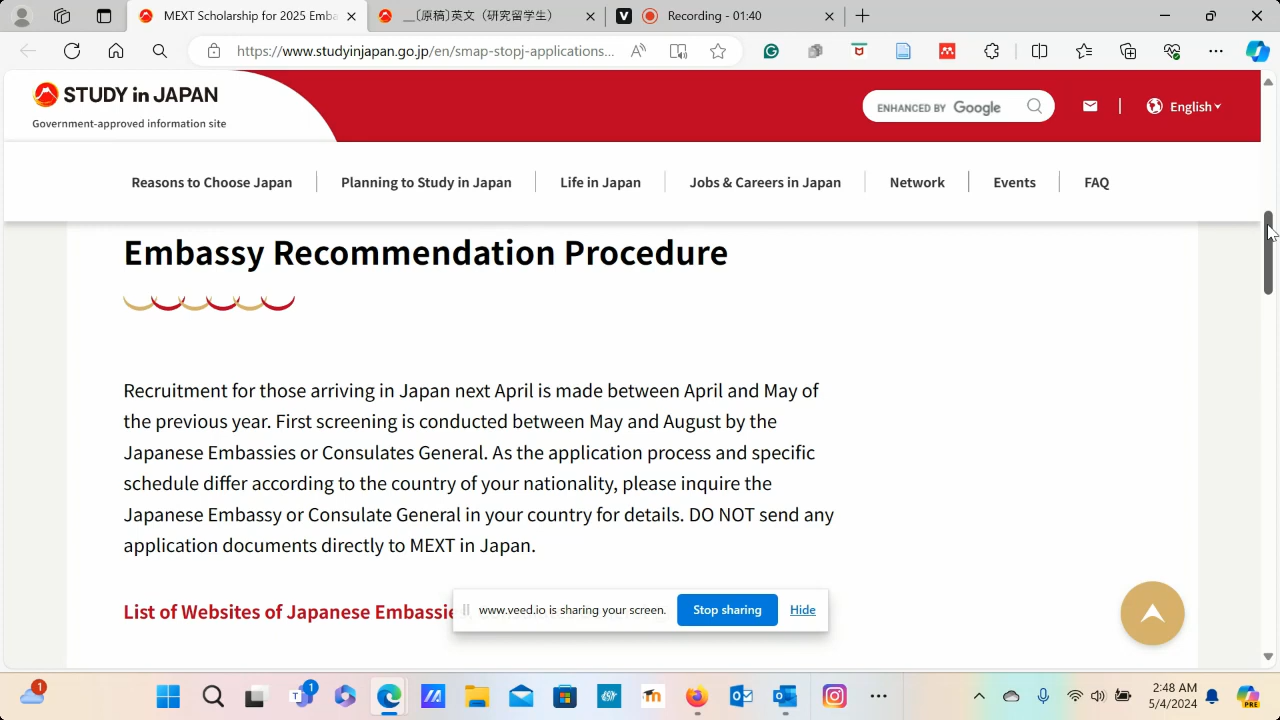 MEXT Scholarship for 2025 Emba
__(原稿)英文（研究留学生）
Recording - 01:40
https://www.studyinjapan.go.jp/en/smap-stopj-applications...
STUDY in JAPAN
Government-approved information site
ENHANCED BY Google
English
Reasons to Choose Japan
Planning to Study in Japan
Life in Japan
Jobs & Careers in Japan
Network
Events
FAQ
Embassy Recommendation Procedure
Recruitment for those arriving in Japan next April is made between April and May of
the previous year. First screening is conducted between May and August by the
Japanese Embassies or Consulates General. As the application process and specific
schedule differ according to the country of your nationality, please inquire the
Japanese Embassy or Consulate General in your country for details. DO NOT send any
application documents directly to MEXT in Japan.
List of Websites of Japanese Embassie
www.veed.io is sharing your screen.
Stop sharing
Hide
1
1
2:48 AM
5/4/2024
PRE